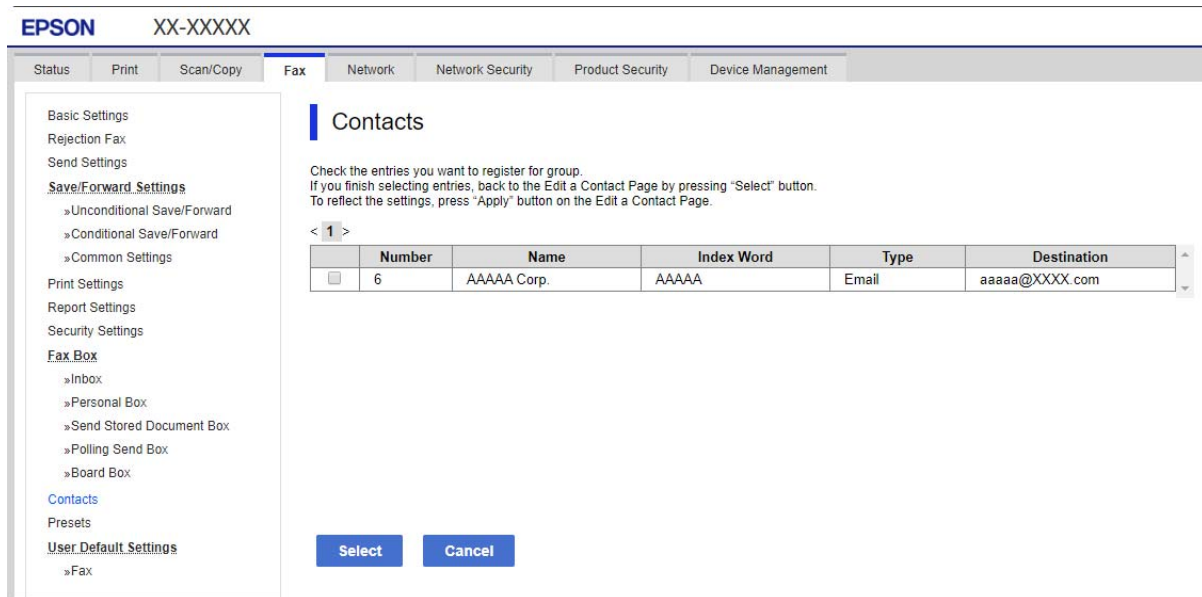 EPSON XX-XXXXX
Status Print Scan/Copy Fax Network Network Security Product Security Device Management
Basic Settings
Rejection Fax
Send Settings
Save/Forward Settings
»Unconditional Save/Forward
»Conditional Save/Forward
»Common Settings
Print Settings
Report Settings
Security Settings
Fax Box
»Inbox
»Personal Box
»Send Stored Document Box
»Polling Send Box
»Board Box
Contacts
Presets
User Default Settings
»Fax
Contacts
Check the entries you want to register for group.
If you finish selecting entries, back to the Edit a Contact Page by pressing “Select” button.
To reflect the settings, press “Apply” button on the Edit a Contact Page.
< 1 >
Number Name Index Word Type Destination
6 AAAAA Corp. AAAAA Email aaaaa@XXXX.com
Select Cancel